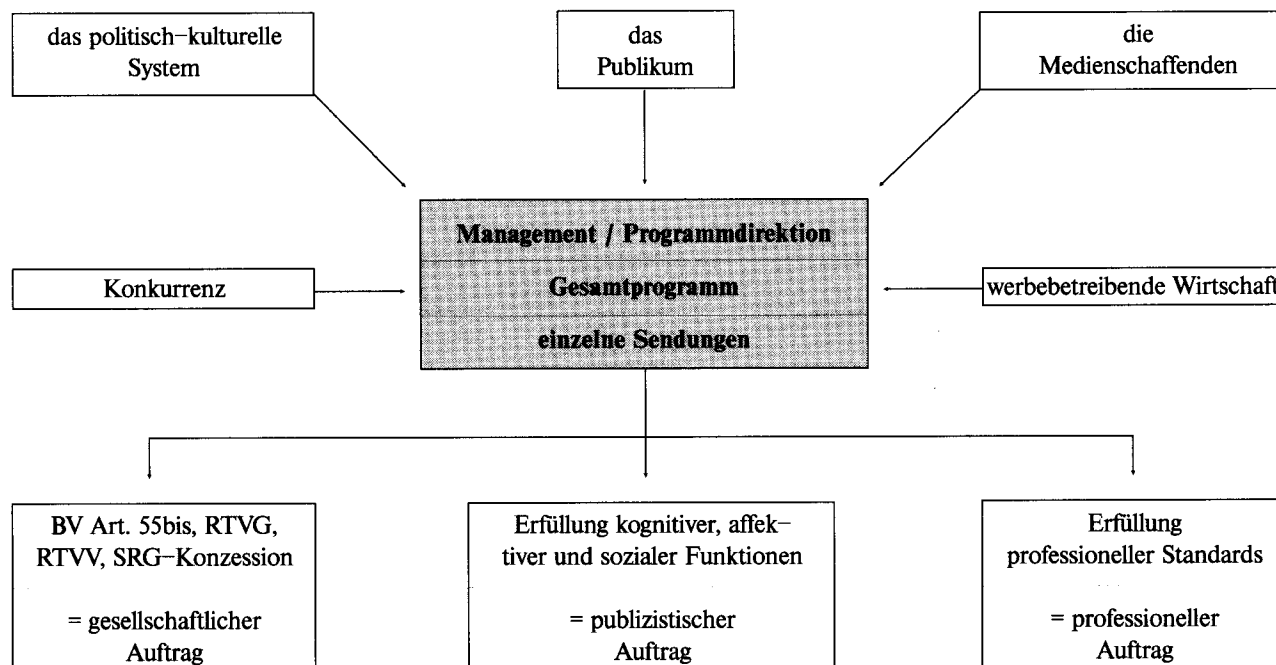 das politisch-kulturelle
System
das
Publikum
die
Medienschaffenden
Management / Programmdirektion
Konkurrenz
Gesamtprogramm
werbebetreibende Wirtschaft
einzelne Sendungen
BV Art. 55bis, RTVG,
RTVV, SRG-Konzession
= gesellschaftlicher
Auftrag
Erfüllung kognitiver, affek-
tiver und sozialer Funktionen
= publizistischer
Auftrag
Erfüllung
professioneller Standards
= professioneller
Auftrag